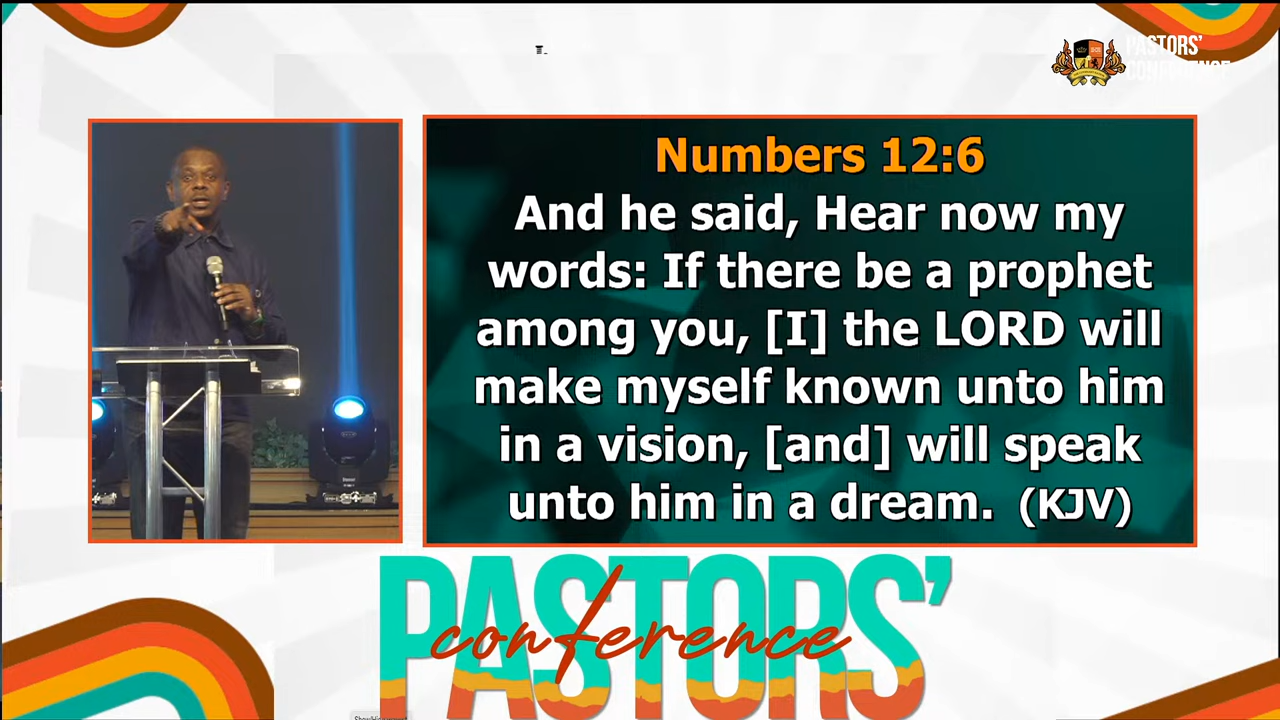 PASTORS'
CONFERENCE
Numbers 12:6
And he said, Hear now my
words: If there be a prophet
among you, [I] the LORD will
make myself known unto him
in a vision, [and] will speak
unto him in a dream. (KJV)
PASTORS'
conference